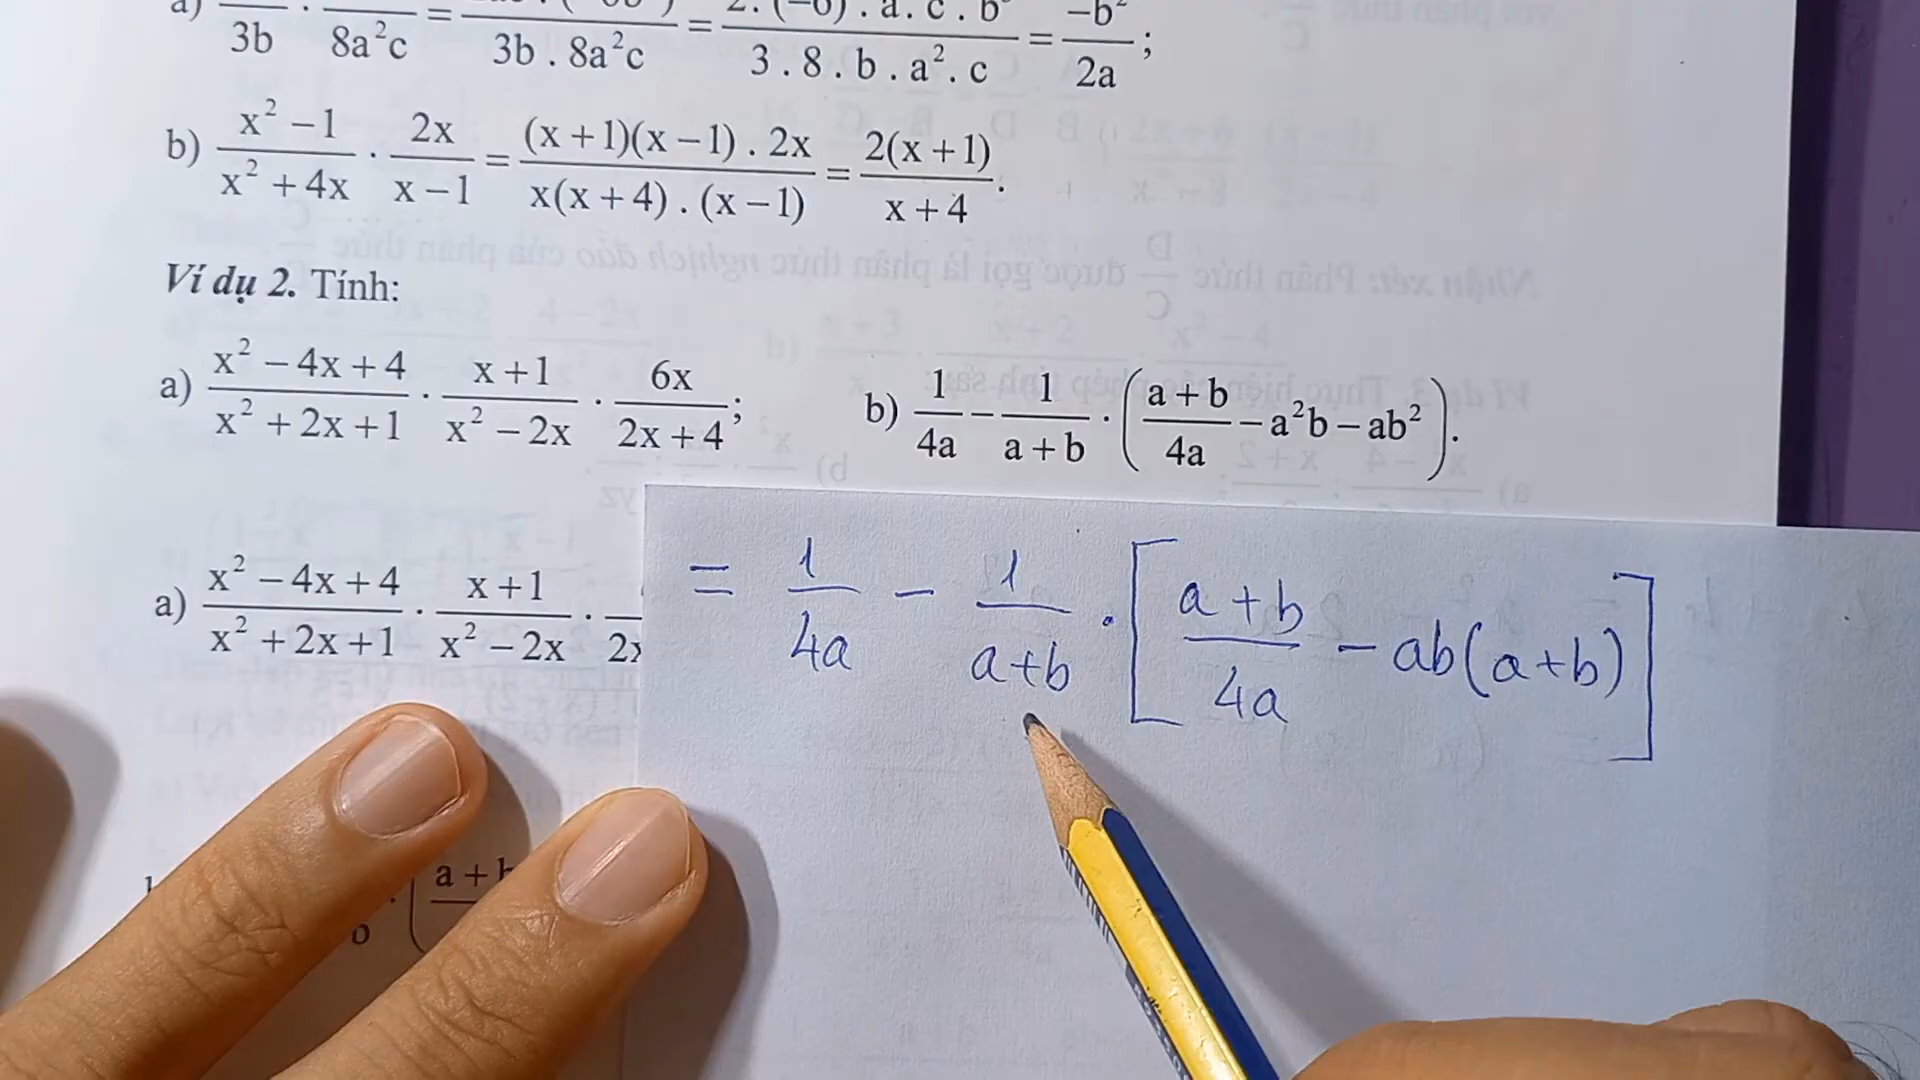 a) /3b . /8a²c = /3b . 8a²c = 2. (−6) . a. c . b /3 . 8 . b . a². c = −b²/2a ;
b) x² −1/x² +4x . 2x/x −1 = (x +1)(x −1) . 2x/x(x + 4) . (x −1) = 2(x +1)/x + 4 .
Ví dụ 2. Tính:
a) x² − 4x + 4/x² + 2x +1 . x +1/x² − 2x . 6x/2x + 4 ; b) 1/4a − 1/a + b . (a + b/4a − a²b − ab²).
= 1/4a − 1/a+b . [a+b/4a − ab(a+b)]
a) x² − 4x + 4/x² + 2x +1 . x +1/x² − 2x . 2x
a + b